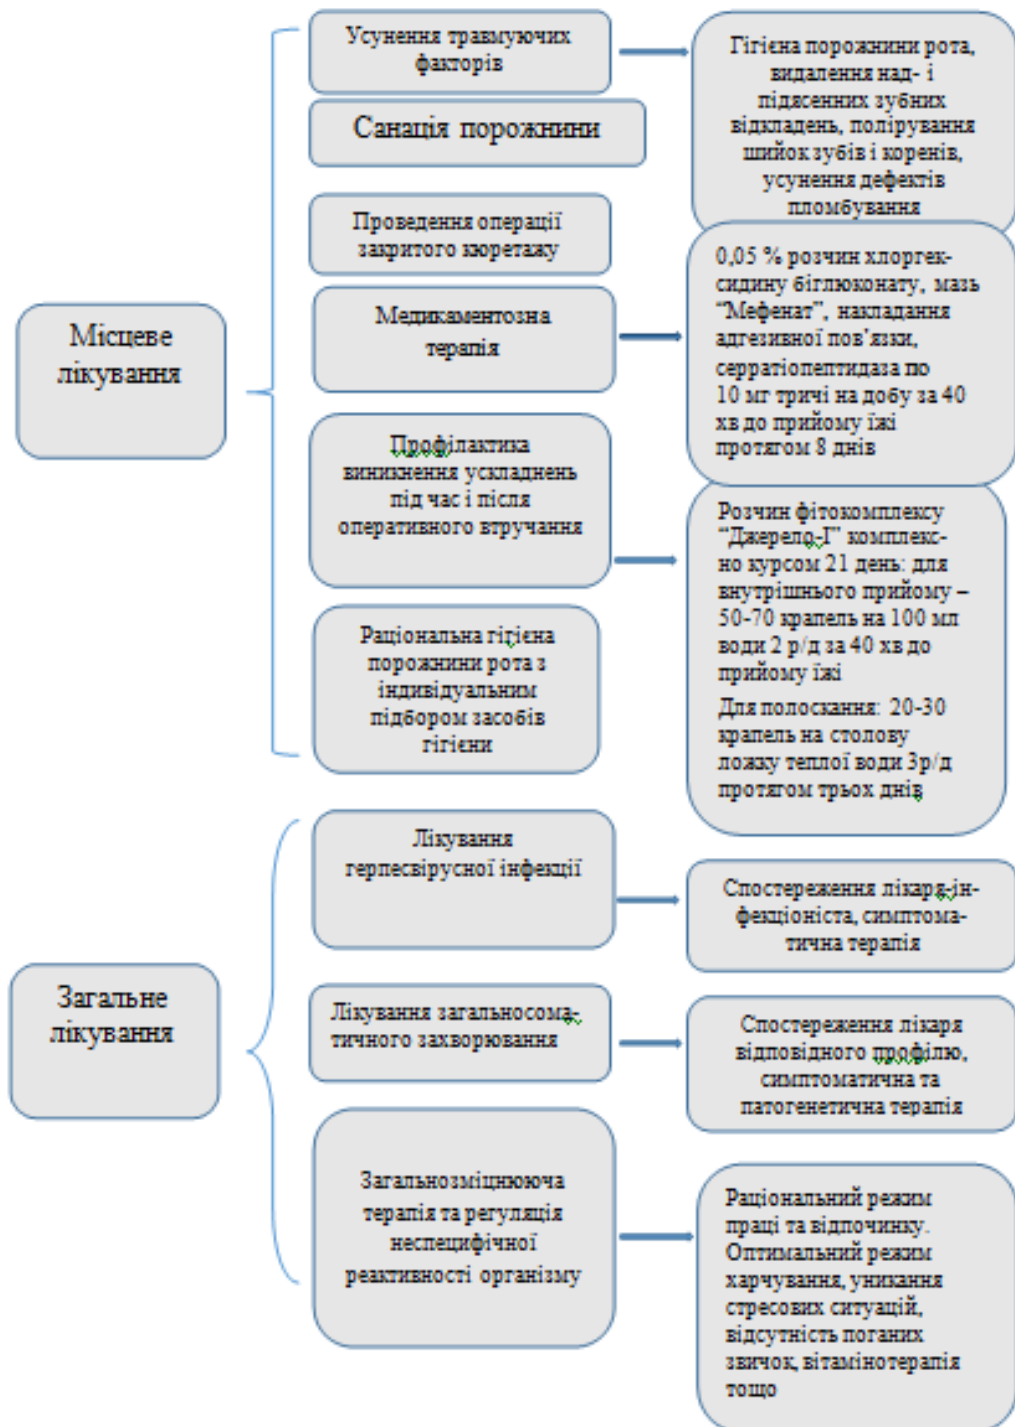 Місцеве
лікування
Усунення травмуючих
факторів
Гігієна порожнини рота,
видалення над- і
підясенних зубних
відкладень, полірування
шийок зубів і коренів,
усунення дефектів
пломбування
Санація порожнини
Проведення операції
закритого кюретажу
Медикаментозна
терапія
0,05 % розчин хлоргек-
сидину біглюконату, мазь
“Мефенат”, накладання
адгезивної пов’язки,
серратіопептидаза по
10 мг тричі на добу за 40
хв до прийому їжі
протягом 8 днів
Профілактика
виникнення ускладнень
під час і після
оперативного втручання
Розчин фітокомплексу
“Джерело-І” комплекс-
но курсом 21 день: для
внутрішнього прийому –
50-70 крапель на 100 мл
води 2 р/д за 40 хв до
прийому їжі
Для полоскання: 20-30
крапель на столову
ложку теплої води 3р/д
протягом трьох днів
Раціональна гігієна
порожнини рота з
індивідуальним
підбором засобів
гігієни
Загальне
лікування
Лікування
герпесвірусної інфекції
Спостереження лікаря-ін-
фекціоніста, симптома-
тична терапія
Лікування загальносома-
тичного захворювання
Спостереження лікаря
відповідного профілю,
симптоматична та
патогенетична терапія
Загальнозміцнююча
терапія та регуляція
неспецифічної
реактивності організму
Раціональний режим
праці та відпочинку.
Оптимальний режим
харчування, уникання
стресових ситуацій,
відсутність поганих
звичок, вітамінотерапія
тощо